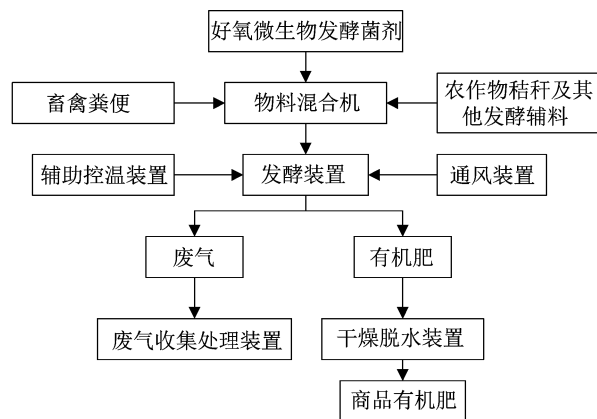 好氧微生物发酵菌剂
畜禽粪便
物料混合机
农作物秸秆及其
他发酵辅料
辅助控温装置
发酵装置
通风装置
废气
有机肥
废气收集处理装置
干燥脱水装置
商品有机肥